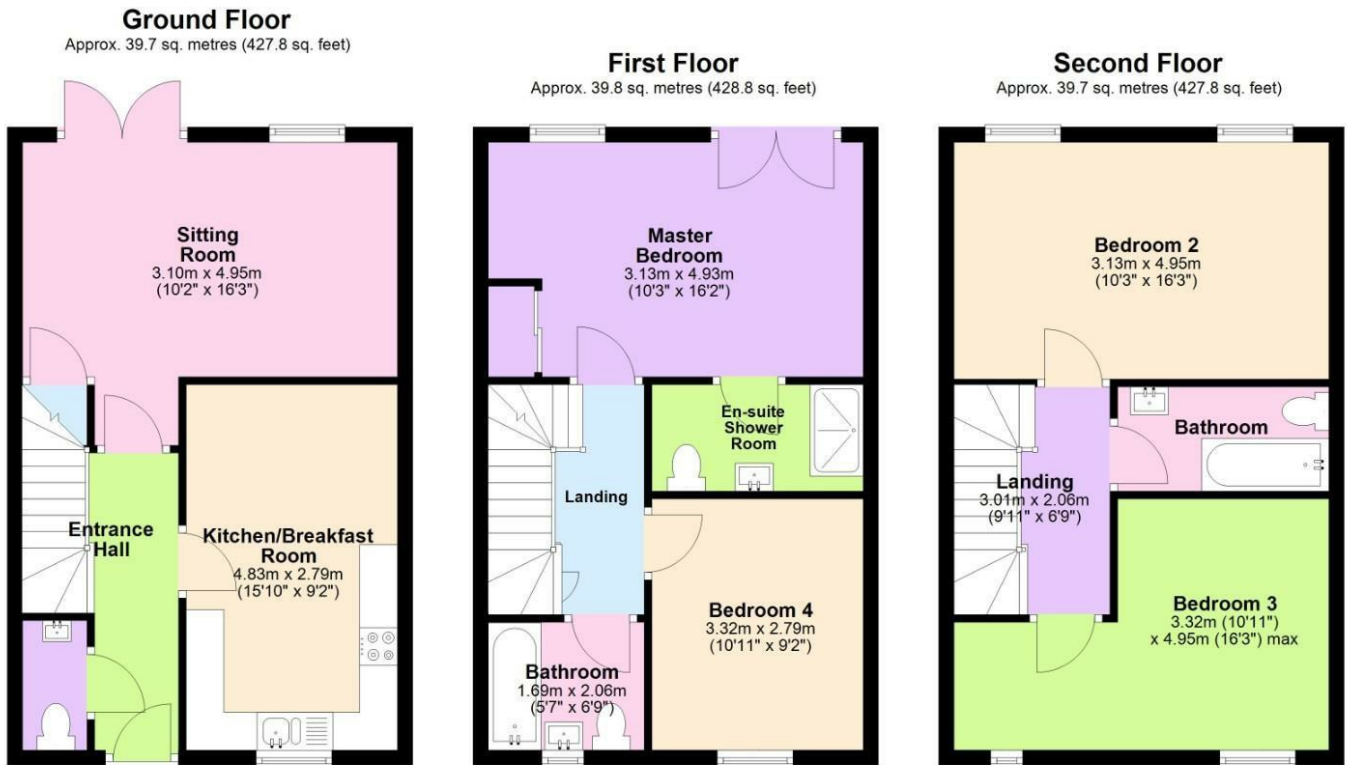 Ground Floor
Approx. 39.7 sq. metres (427.8 sq. feet)
Sitting
Room
3.10m x 4.95m
(10'2" x 16'3")
Entrance
Hall
Kitchen/Breakfast
Room
4.83m x 2.79m
(15'10" x 9'2")
First Floor
Approx. 39.8 sq. metres (428.8 sq. feet)
Master
Bedroom
3.13m x 4.93m
(10'3" x 16'2")
En-suite
Shower
Room
Landing
Bedroom 4
3.32m x 2.79m
(10'11" x 9'2")
Bathroom
1.69m x 2.06m
(5'7" x 6'9")
Second Floor
Approx. 39.7 sq. metres (427.8 sq. feet)
Bedroom 2
3.13m x 4.95m
(10'3" x 16'3")
Bathroom
Landing
3.01m x 2.06m
(9'11" x 6'9")
Bedroom 3
3.32m (10'11")
x 4.95m (16'3") max